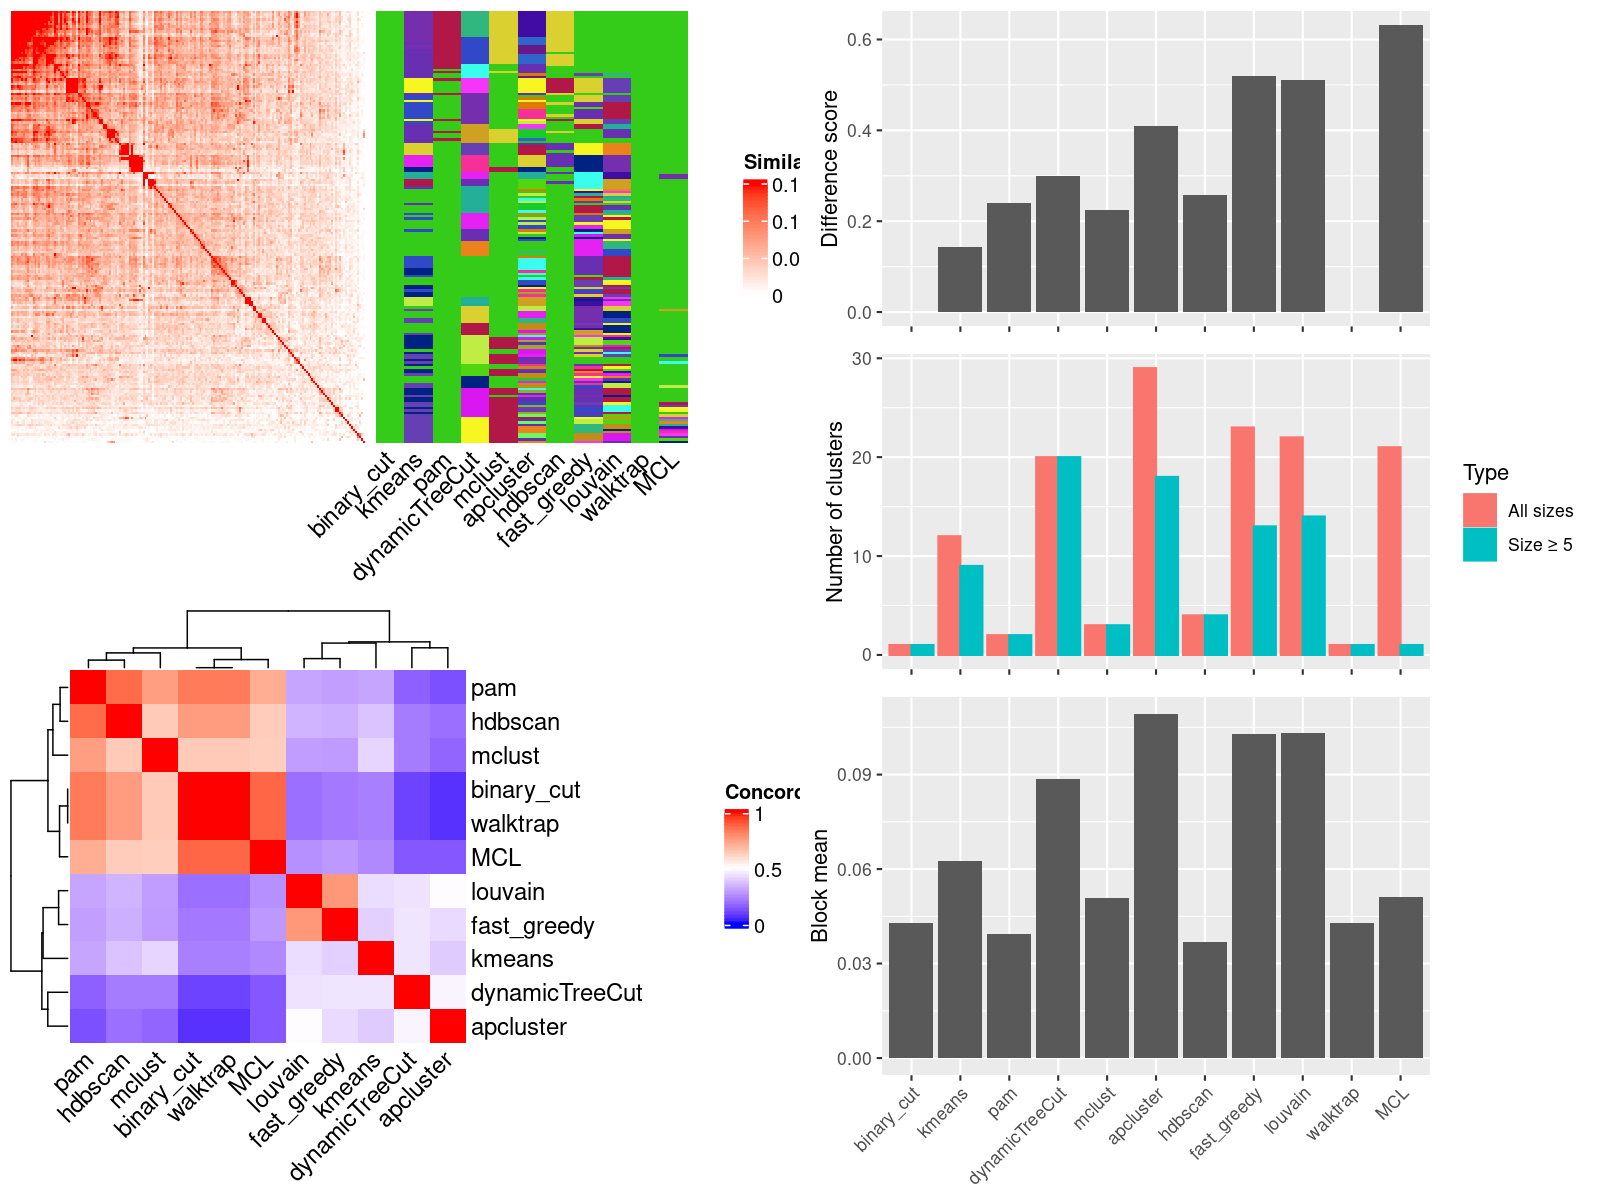 Simila
0.1
0.1
0.0
0
binary_cut
kmeans
pam
dynamicTreeCut
mclust
apcluster
hdbscan
fast_greedy
louvain
walktrap
MCL
pam
hdbscan
mclust
binary_cut
walktrap
MCL
louvain
fast_greedy
kmeans
dynamicTreeCut
apcluster
pam
hdbscan
mclust
binary_cut
walktrap
MCL
louvain
fast_greedy
kmeans
dynamicTreeCut
apcluster
Concord
1
0.5
0
Difference score
0.6
0.4
0.2
0.0
Number of clusters
30
20
10
0
Type
All sizes
Size ≥ 5
Block mean
0.09
0.06
0.03
0.00
binary_cut
kmeans
pam
dynamicTreeCut
mclust
apcluster
hdbscan
fast_greedy
louvain
walktrap
MCL